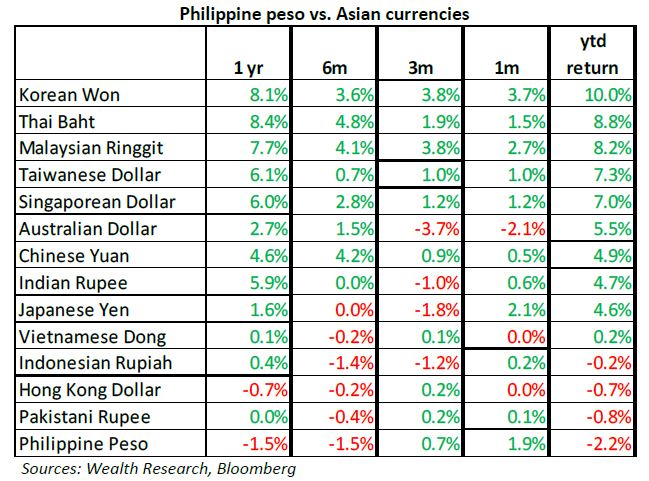 Philippine peso vs. Asian currencies
1 yr 6m 3m 1m ytd return
Korean Won 8.1% 3.6% 3.8% 3.7% 10.0%
Thai Baht 8.4% 4.8% 1.9% 1.5% 8.8%
Malaysian Ringgit 7.7% 4.1% 3.8% 2.7% 8.2%
Taiwanese Dollar 6.1% 0.7% 1.0% 1.0% 7.3%
Singaporean Dollar 6.0% 2.8% 1.2% 1.2% 7.0%
Australian Dollar 2.7% 1.5% -3.7% -2.1% 5.5%
Chinese Yuan 4.6% 4.2% 0.9% 0.5% 4.9%
Indian Rupee 5.9% 0.0% -1.0% 0.6% 4.7%
Japanese Yen 1.6% 0.0% -1.8% 2.1% 4.6%
Vietnamese Dong 0.1% -0.2% 0.1% 0.0% 0.2%
Indonesian Rupiah 0.4% -1.4% -1.2% 0.2% -0.2%
Hong Kong Dollar -0.7% -0.2% 0.2% 0.0% -0.7%
Pakistani Rupee 0.0% -0.4% 0.2% 0.1% -0.8%
Philippine Peso -1.5% -1.5% 0.7% 1.9% -2.2%
Sources: Wealth Research, Bloomberg